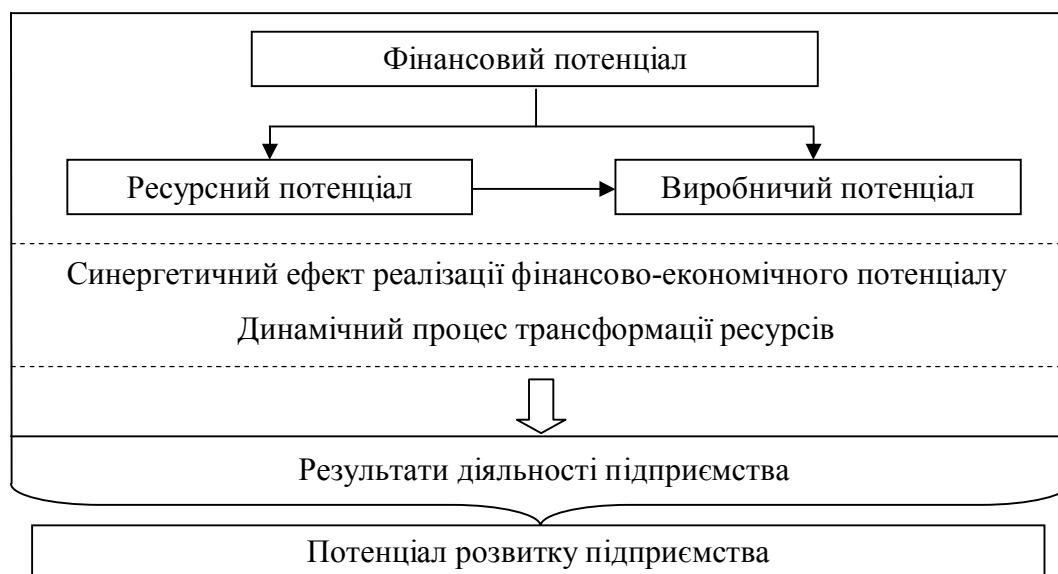 Фінансовий потенціал
Ресурсний потенціал
Виробничий потенціал
Синергетичний ефект реалізації фінансово-економічного потенціалу
Динамічний процес трансформації ресурсів
Результати діяльності підприємства
Потенціал розвитку підприємства